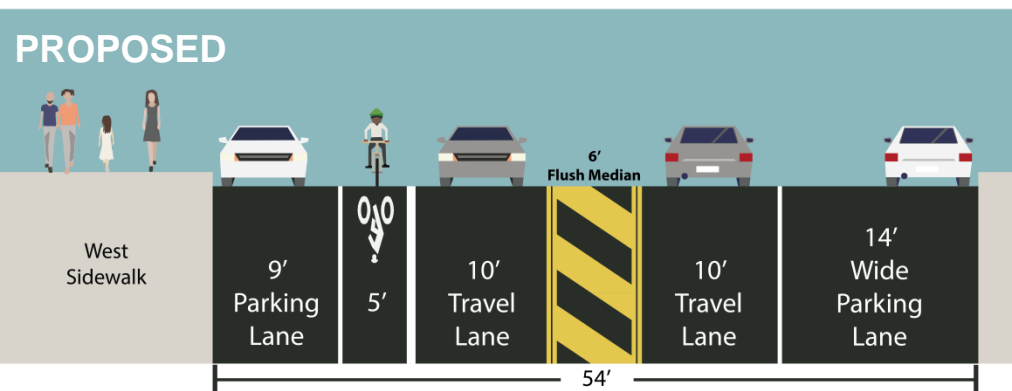 PROPOSED
6’
Flush Median
West
Sidewalk
9’
Parking
Lane
5’
10’
Travel
Lane
10’
Travel
Lane
14’
Wide
Parking
Lane
54’